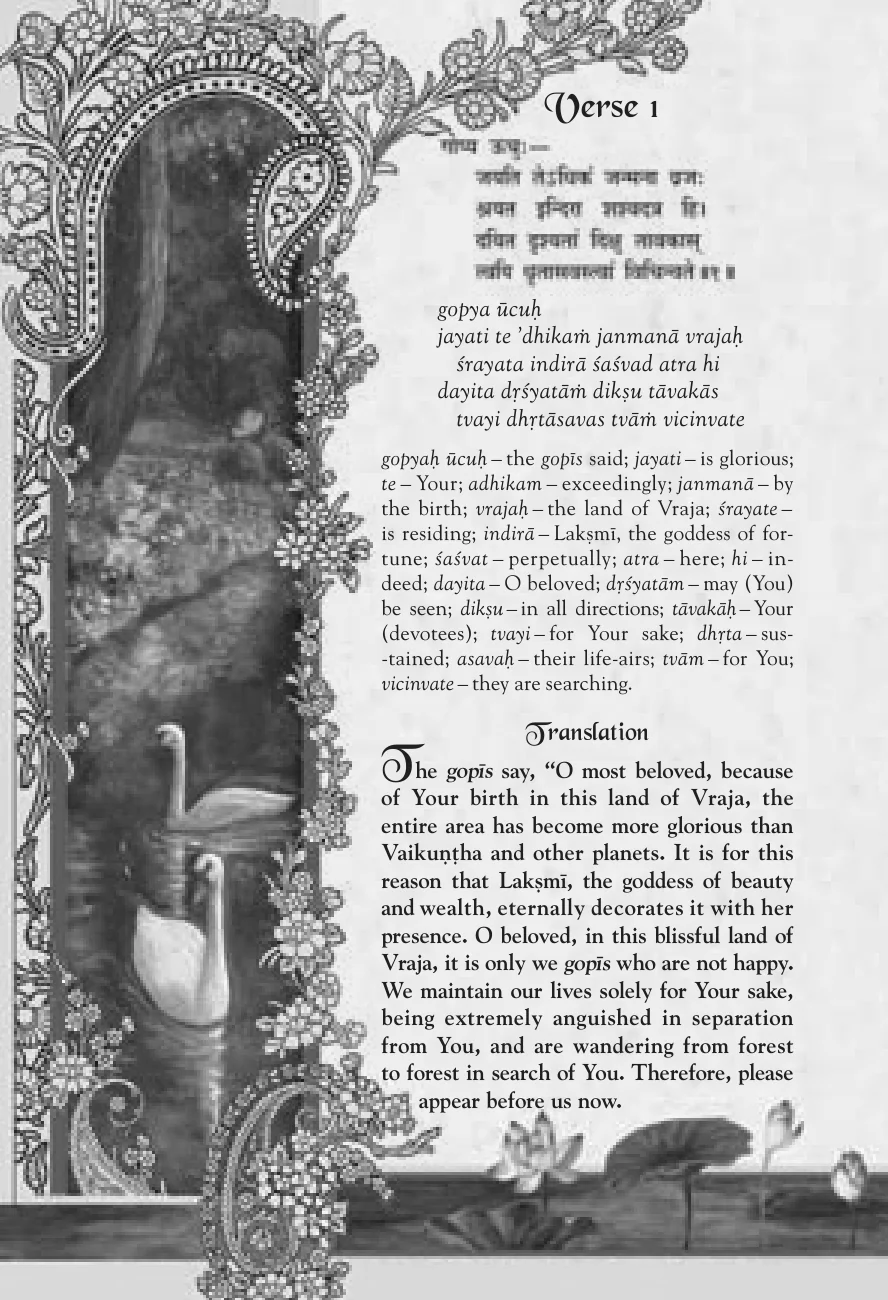 Verse 1
गोप्य ऊचुः—
जयति तेऽधिकं जन्मना व्रजः
श्रयत इन्दिरा शश्वदत्र हि।
दयित दृश्यतां दिक्षु तावकास्
त्वयि धृतासवस्त्वां विचिन्वते॥१॥
gopya ūcuḥ
jayati te ’dhikaṁ janmanā vrajaḥ
śrayata indirā śaśvad atra hi
dayita dṛśyatāṁ dikṣu tāvakās
tvayi dhṛtāsavas tvāṁ vicinvate
gopyaḥ ūcuḥ – the gopīs said; jayati – is glorious;
te – Your; adhikam – exceedingly; janmanā – by
the birth; vrajaḥ – the land of Vraja; śrayate –
is residing; indirā – Lakṣmī, the goddess of for-
tune; śaśvat – perpetually; atra – here; hi – in-
deed; dayita – O beloved; dṛśyatām – may (You)
be seen; dikṣu – in all directions; tāvakāḥ – Your
(devotees); tvayi – for Your sake; dhṛta – sus-
-tained; asavaḥ – their life-airs; tvām – for You;
vicinvate – they are searching.
Translation
The gopīs say, “O most beloved, because
of Your birth in this land of Vraja, the
entire area has become more glorious than
Vaikuṇṭha and other planets. It is for this
reason that Lakṣmī, the goddess of beauty
and wealth, eternally decorates it with her
presence. O beloved, in this blissful land of
Vraja, it is only we gopīs who are not happy.
We maintain our lives solely for Your sake,
being extremely anguished in separation
from You, and are wandering from forest
to forest in search of You. Therefore, please
appear before us now.